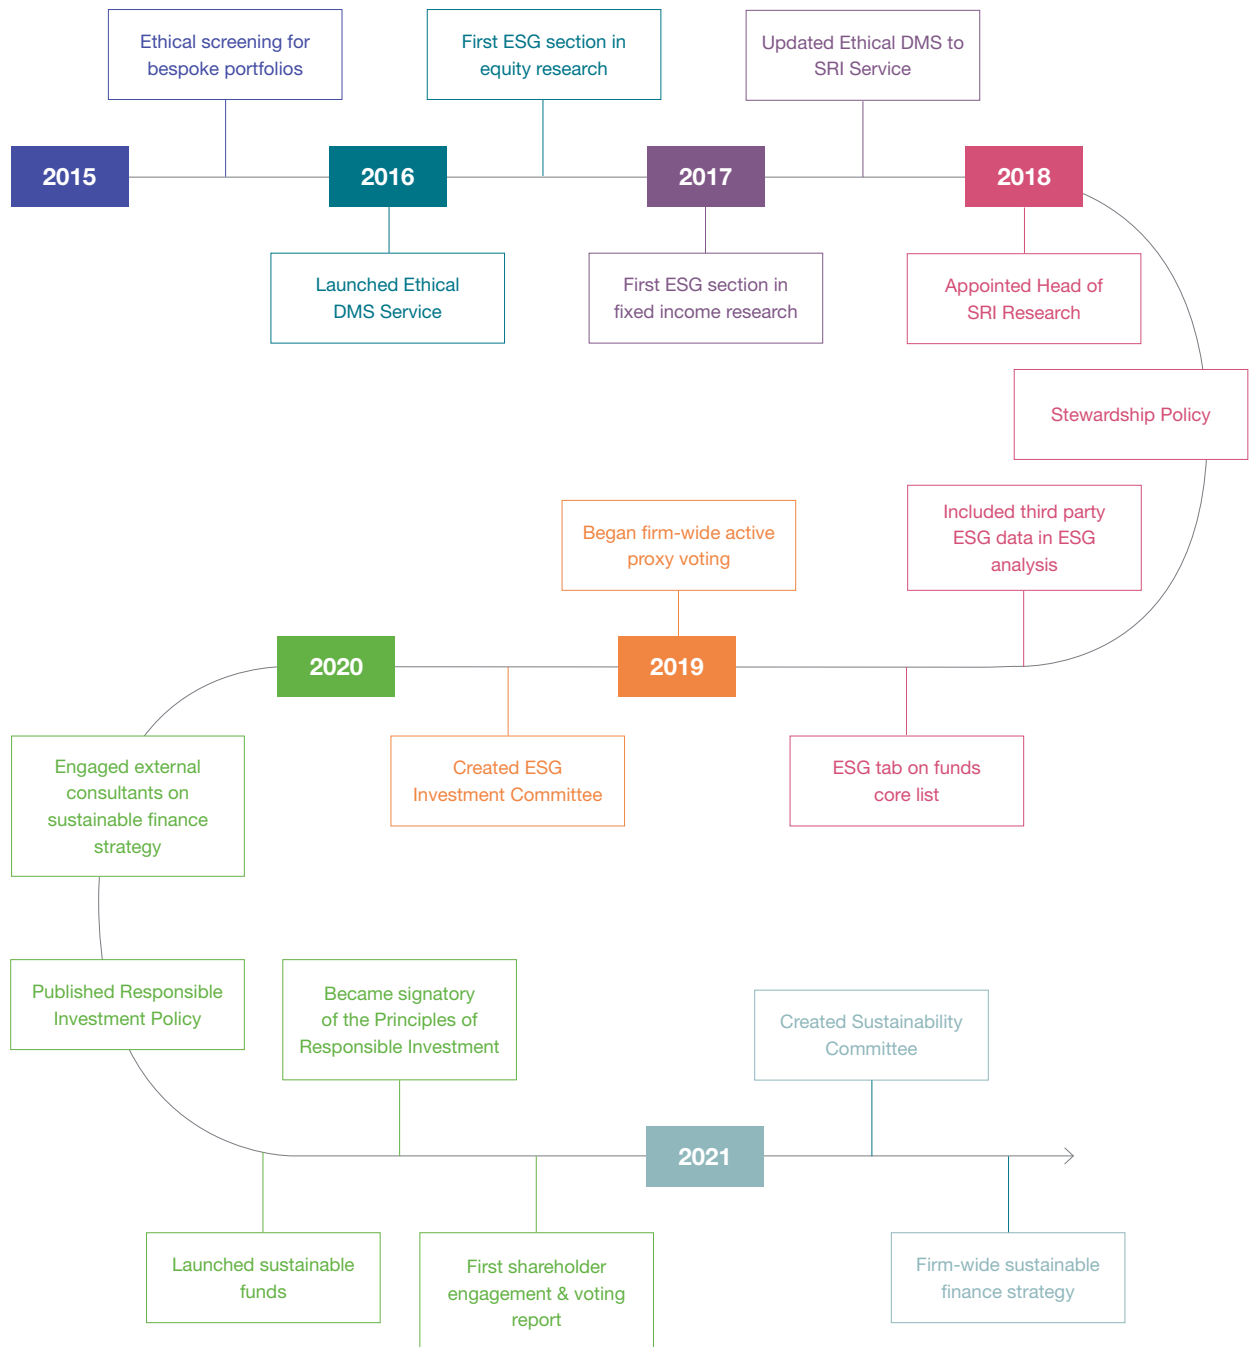 Ethical screening for
bespoke portfolios
First ESG section in
equity research
Updated Ethical DMS to
SRI Service
2015
2016
2017
2018
Launched Ethical
DMS Service
First ESG section in
fixed income research
Appointed Head of
SRI Research
Stewardship Policy
Included third party
ESG data in ESG
analysis
Began firm-wide active
proxy voting
2020
2019
Engaged external
consultants on
sustainable finance
strategy
Created ESG
Investment Committee
ESG tab on funds
core list
Published Responsible
Investment Policy
Became signatory
of the Principles of
Responsible Investment
Created Sustainability
Committee
2021
Launched sustainable
funds
First shareholder
engagement & voting
report
Firm-wide sustainable
finance strategy